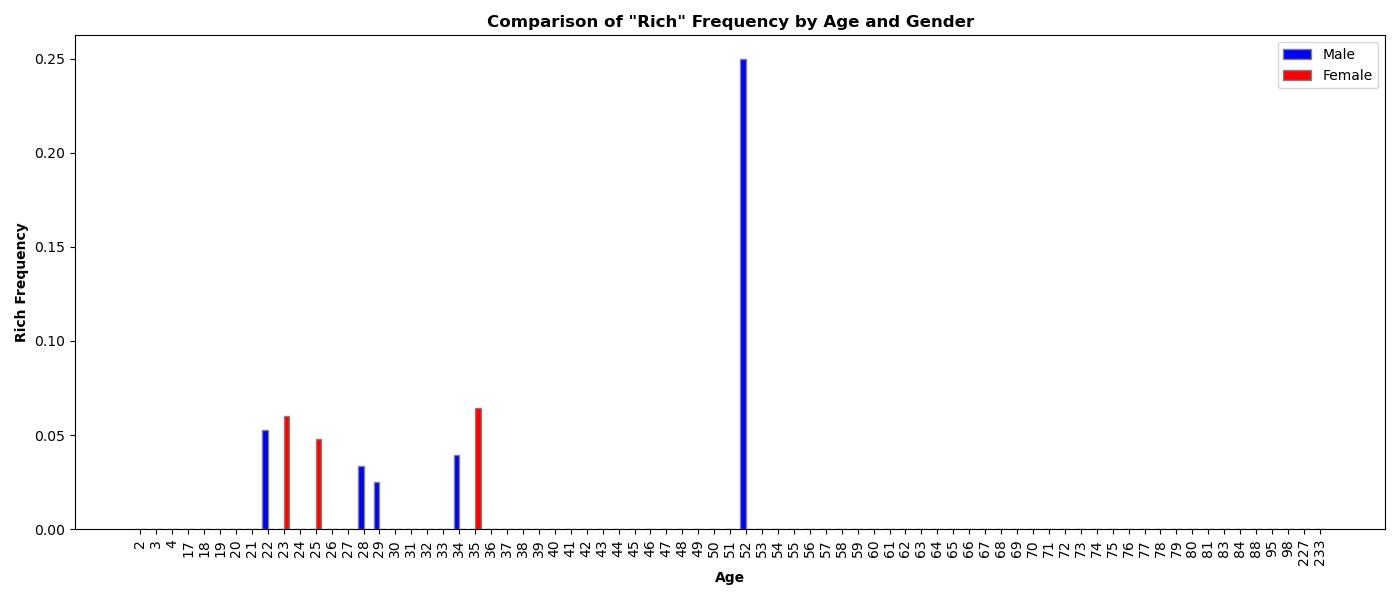 Comparison of "Rich" Frequency by Age and Gender
Male
Female
0.25
0.20
0.15
0.10
0.05
0.00
Rich Frequency
2 3 4 17 18 19 20 21 22 23 24 25 26 27 28 29 30 31 32 33 34 35 36 37 38 39 40 41 42 43 44 45 46 47 48 49 50 51 52 53 54 55 56 57 58 59 60 61 62 63 64 65 66 67 68 69 70 71 72 73 74 75 76 77 78 79 80 81 83 84 88 95 98 227 233
Age